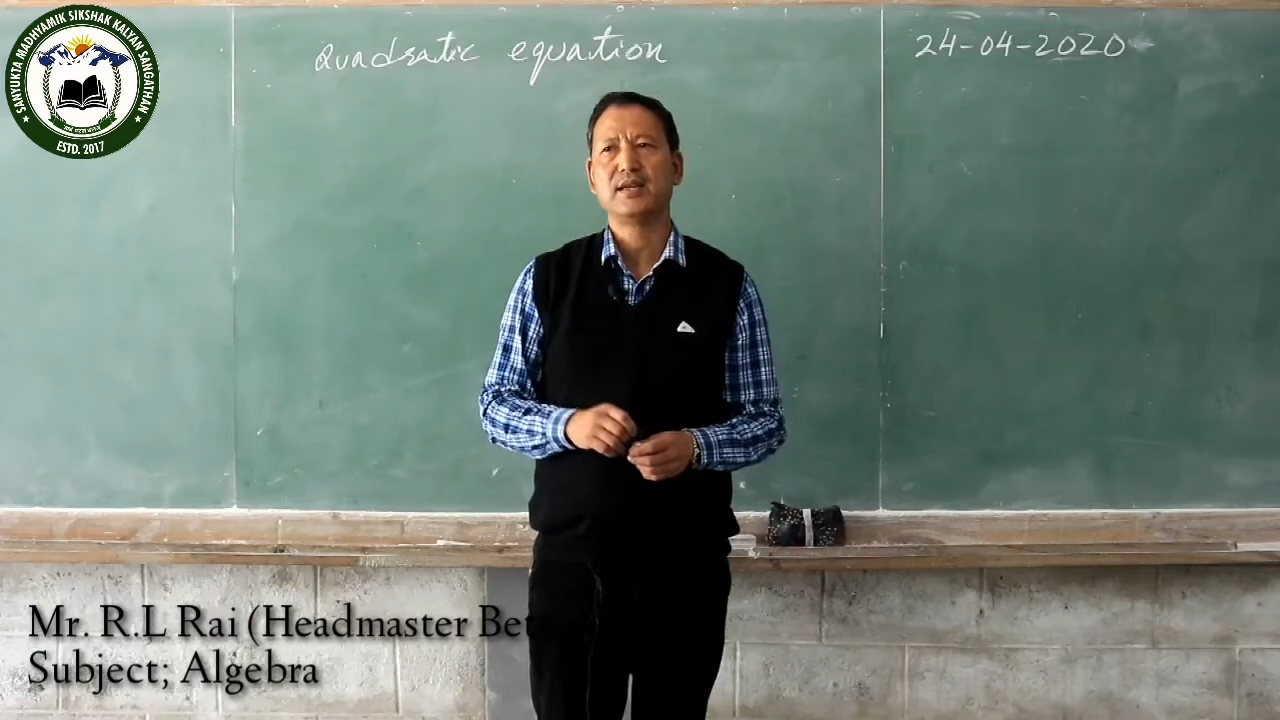 SANYUKTA MADHYAMIK SIKSHAK KALYAN SANGATHAN
ESTD. 2017
Quadratic equation
24-04-2020
Mr. R.L Rai (Headmaster Bet
Subject; Algebra